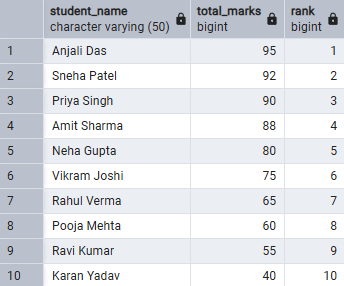 student_name total_marks rank
character varying (50) bigint bigint
1 Anjali Das 95 1
2 Sneha Patel 92 2
3 Priya Singh 90 3
4 Amit Sharma 88 4
5 Neha Gupta 80 5
6 Vikram Joshi 75 6
7 Rahul Verma 65 7
8 Pooja Mehta 60 8
9 Ravi Kumar 55 9
10 Karan Yadav 40 10